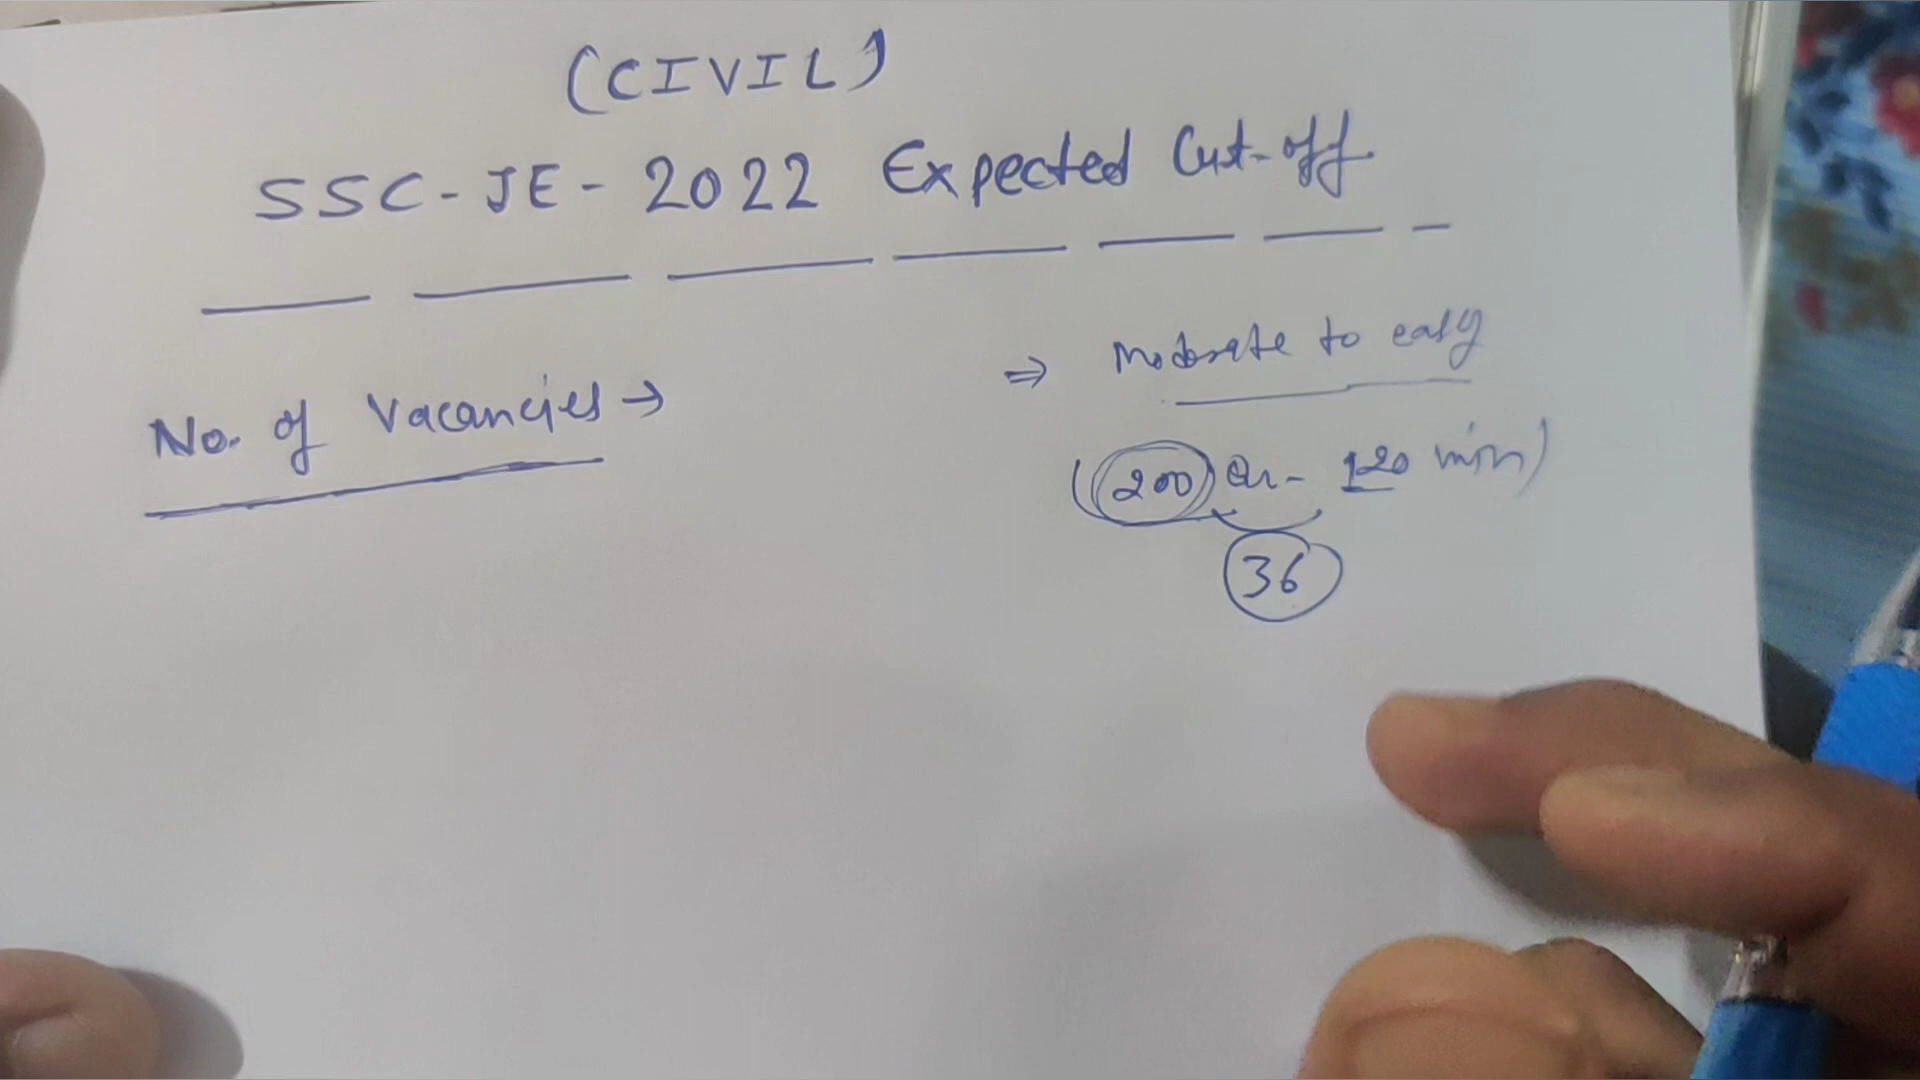 (CIVIL)
SSC-JE-2022 Expected Cut-off
No. of Vacancies →
⇒ Moderate to easy
(200 Qn- 120 min)
36